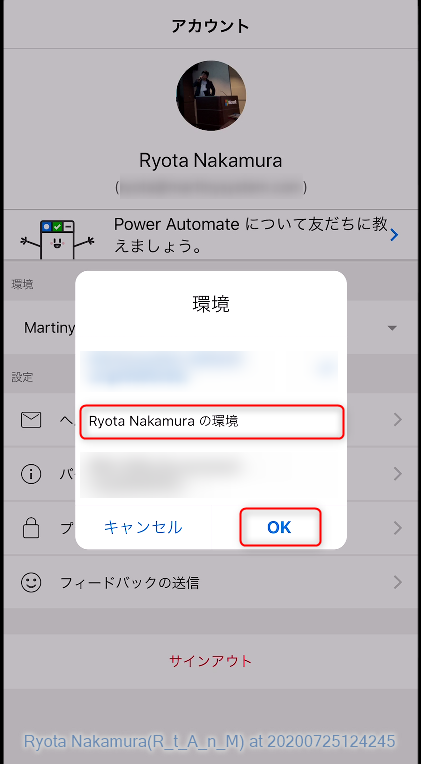 アカウント
Ryota Nakamura
Power Automate について友だちに教
えましょう。
環境
環境
Martiny
設定
Ryota Nakamura の環境
ヘ
パ
キャンセル
OK
プ
フィードバックの送信
サインアウト
Ryota Nakamura(R_t_A_n_M) at 20200725124245